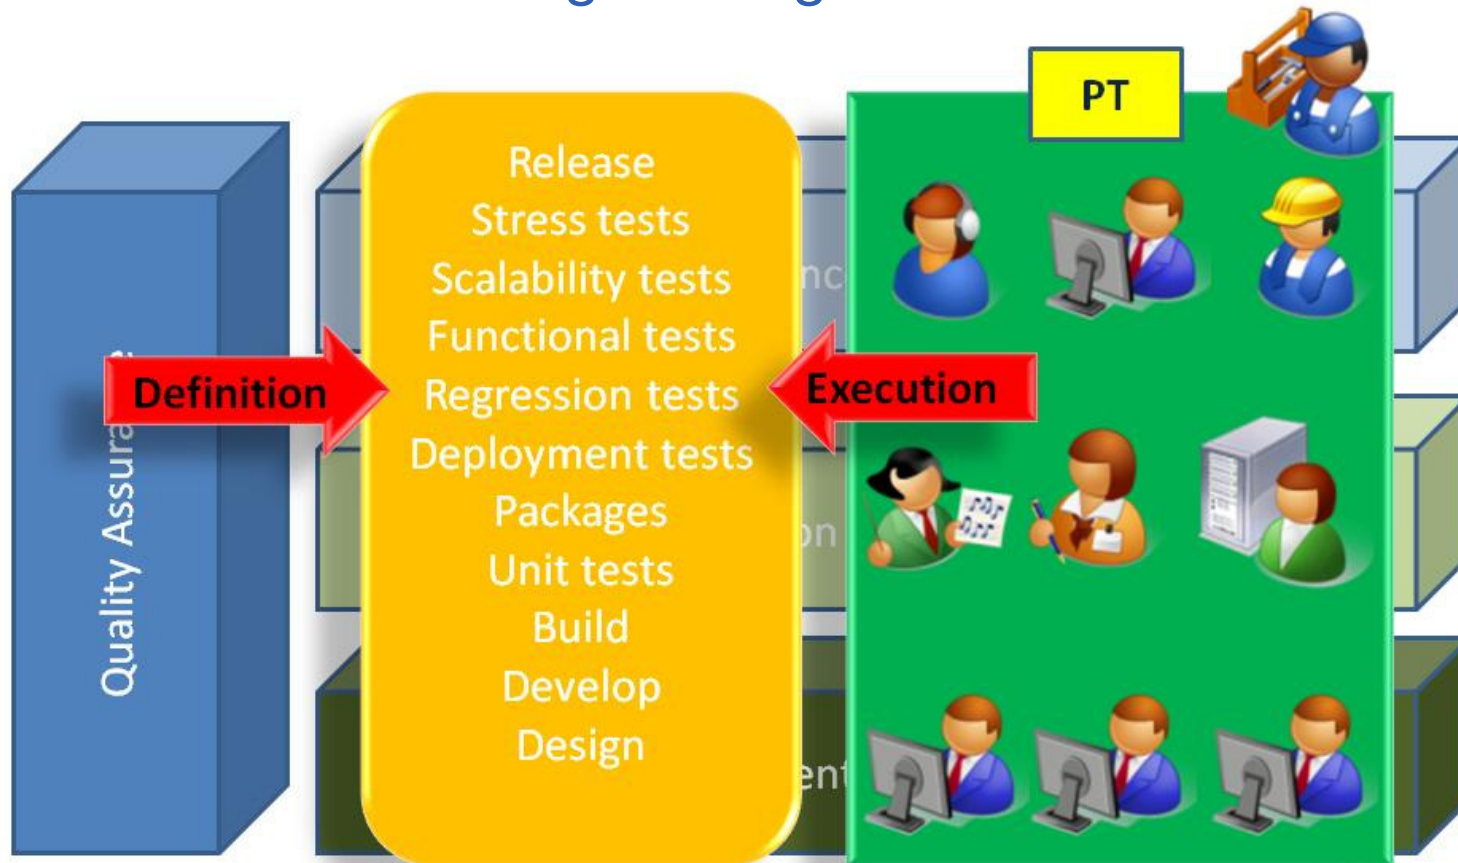 PT
Release
Stress tests
Scalability tests
Functional tests
Regression tests
Deployment tests
Packages
Unit tests
Build
Develop
Design
Definition
Execution
Quality